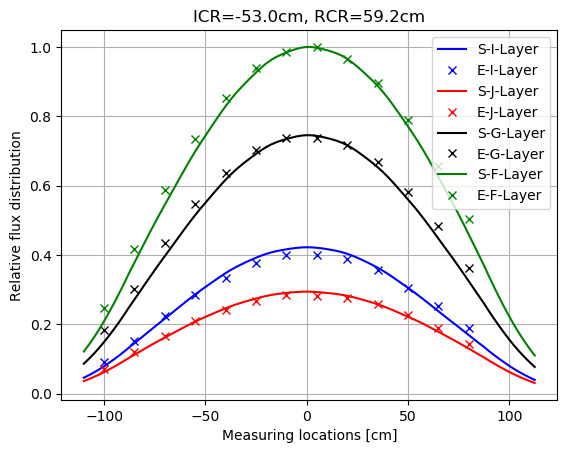 ICR=-53.0cm, RCR=59.2cm
1.0
0.8
0.6
0.4
0.2
0.0
Relative flux distribution
S-I-Layer
E-I-Layer
S-J-Layer
E-J-Layer
S-G-Layer
E-G-Layer
S-F-Layer
E-F-Layer
−100
−50
0
50
100
Measuring locations [cm]